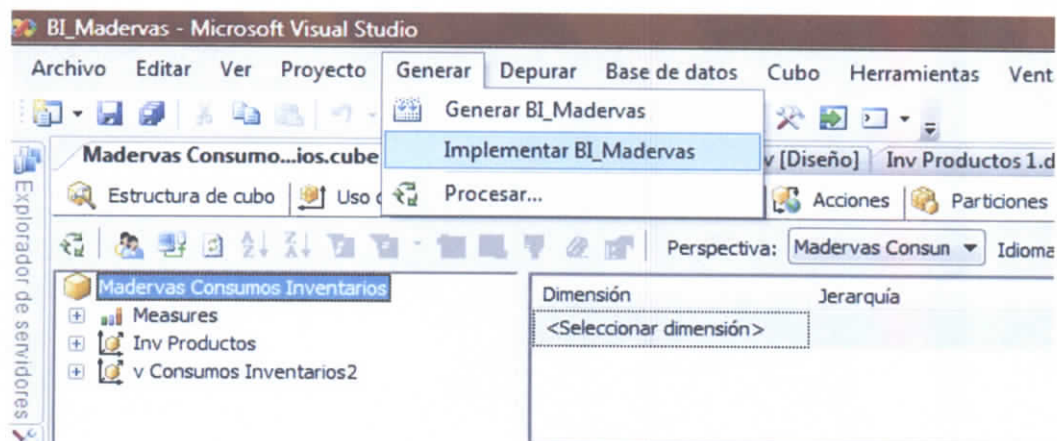 BI_Madervas - Microsoft Visual Studio
Archivo Editar Ver Proyecto Generar Depurar Base de datos Cubo Herramientas Vent
Generar BI_Madervas
Implementar BI_Madervas
Procesar...
Madervas Consumo...ios.cube
v [Diseño] Inv Productos 1.d
Estructura de cubo Uso Acciones Particiones
Perspectiva: Madervas Consun Idioma
Explorador de servidores
Madervas Consumos Inventarios
Measures
Inv Productos
v Consumos Inventarios2
Dimensión Jerarquía
<Seleccionar dimensión>